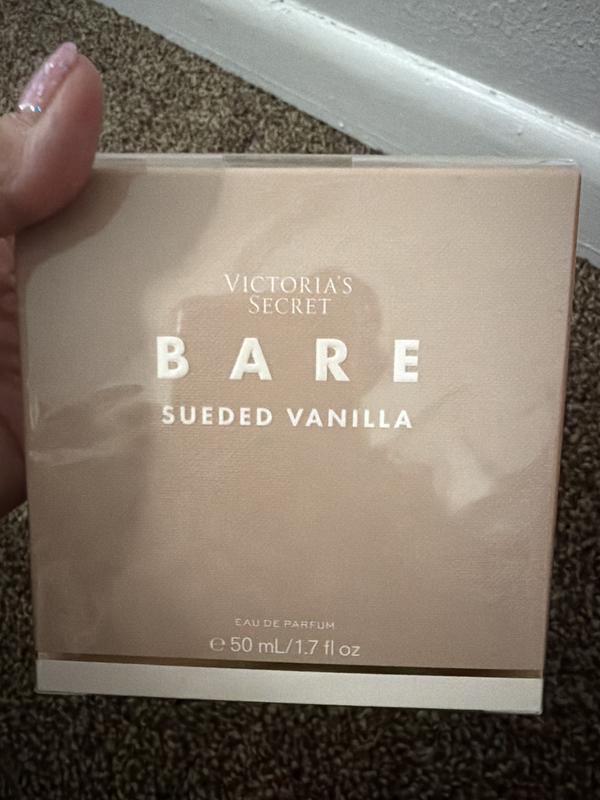 VICTORIA'S
SECRET
BARE
SUEDED VANILLA
EAU DE PARFUM
℮ 50 mL/1.7 fl oz